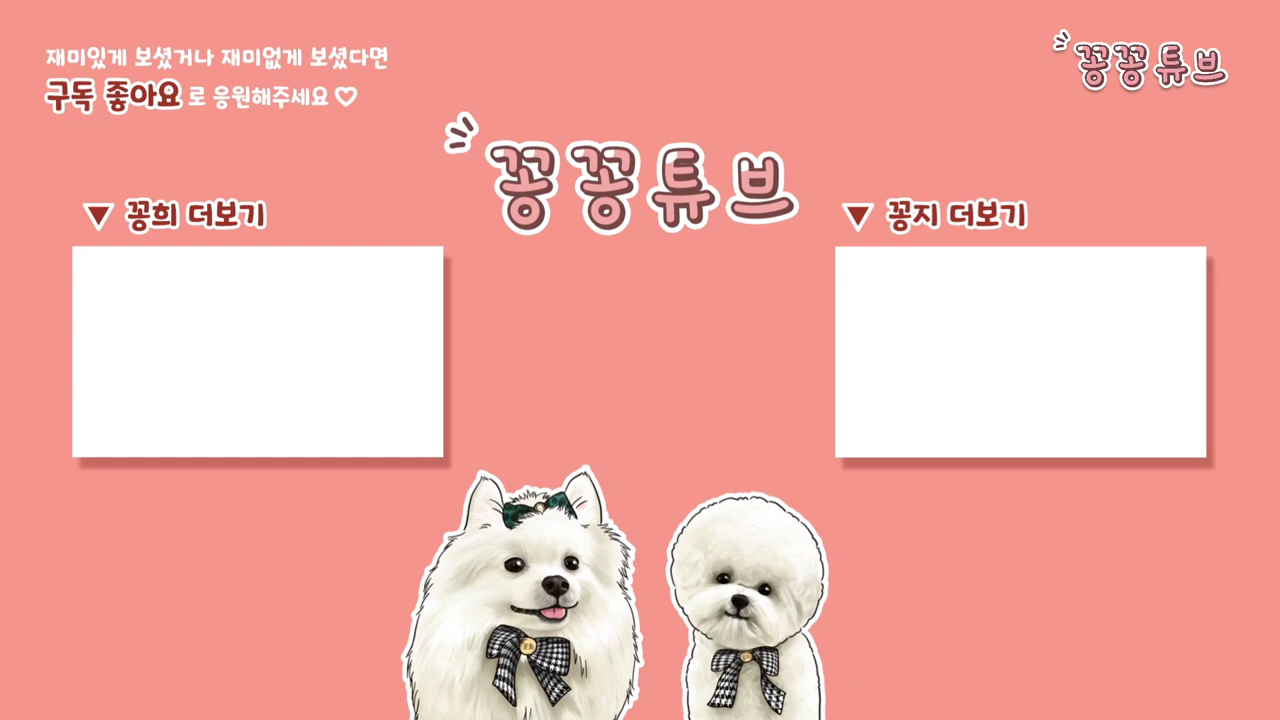 재미있게 보셨거나 재미없게 보셨다면
구독 좋아요 로 응원해주세요 ♡
꽁꽁튜브
꽁꽁튜브
▼ 꽁희 더보기
▼ 꽁지 더보기